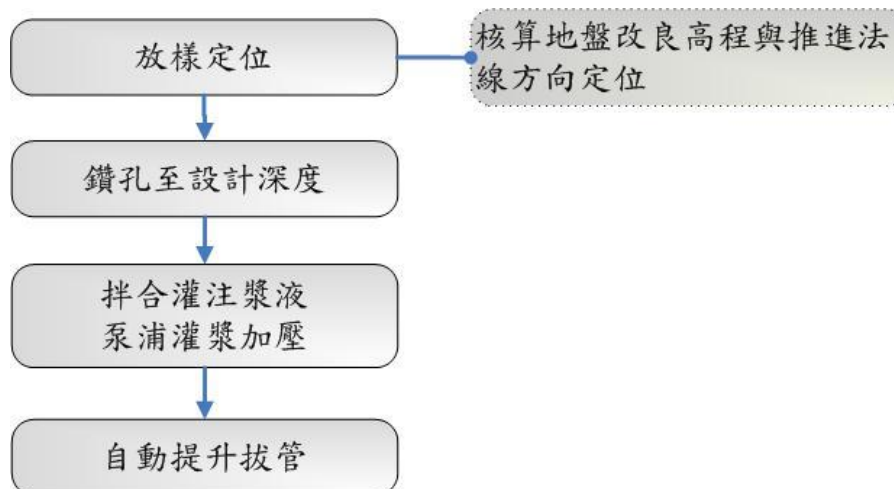 放樣定位
核算地盤改良高程與推進法
線方向定位
鑽孔至設計深度
拌合灌注漿液
泵浦灌漿加壓
自動提升拔管